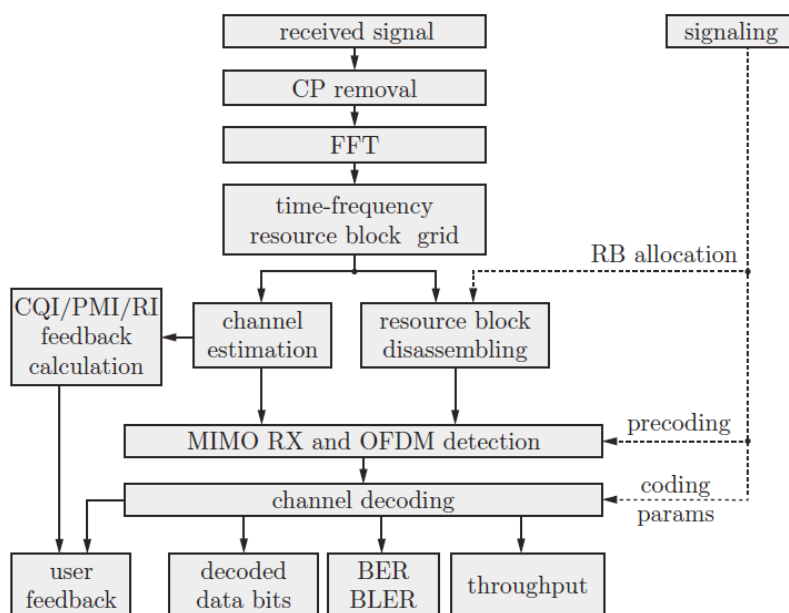 received signal
signaling
CP removal
FFT
time-frequency
resource block grid
RB allocation
CQI/PMI/RI
feedback
calculation
channel
estimation
resource block
disassembling
precoding
MIMO RX and OFDM detection
coding
params
channel decoding
user
feedback
decoded
data bits
BER
BLER
throughput